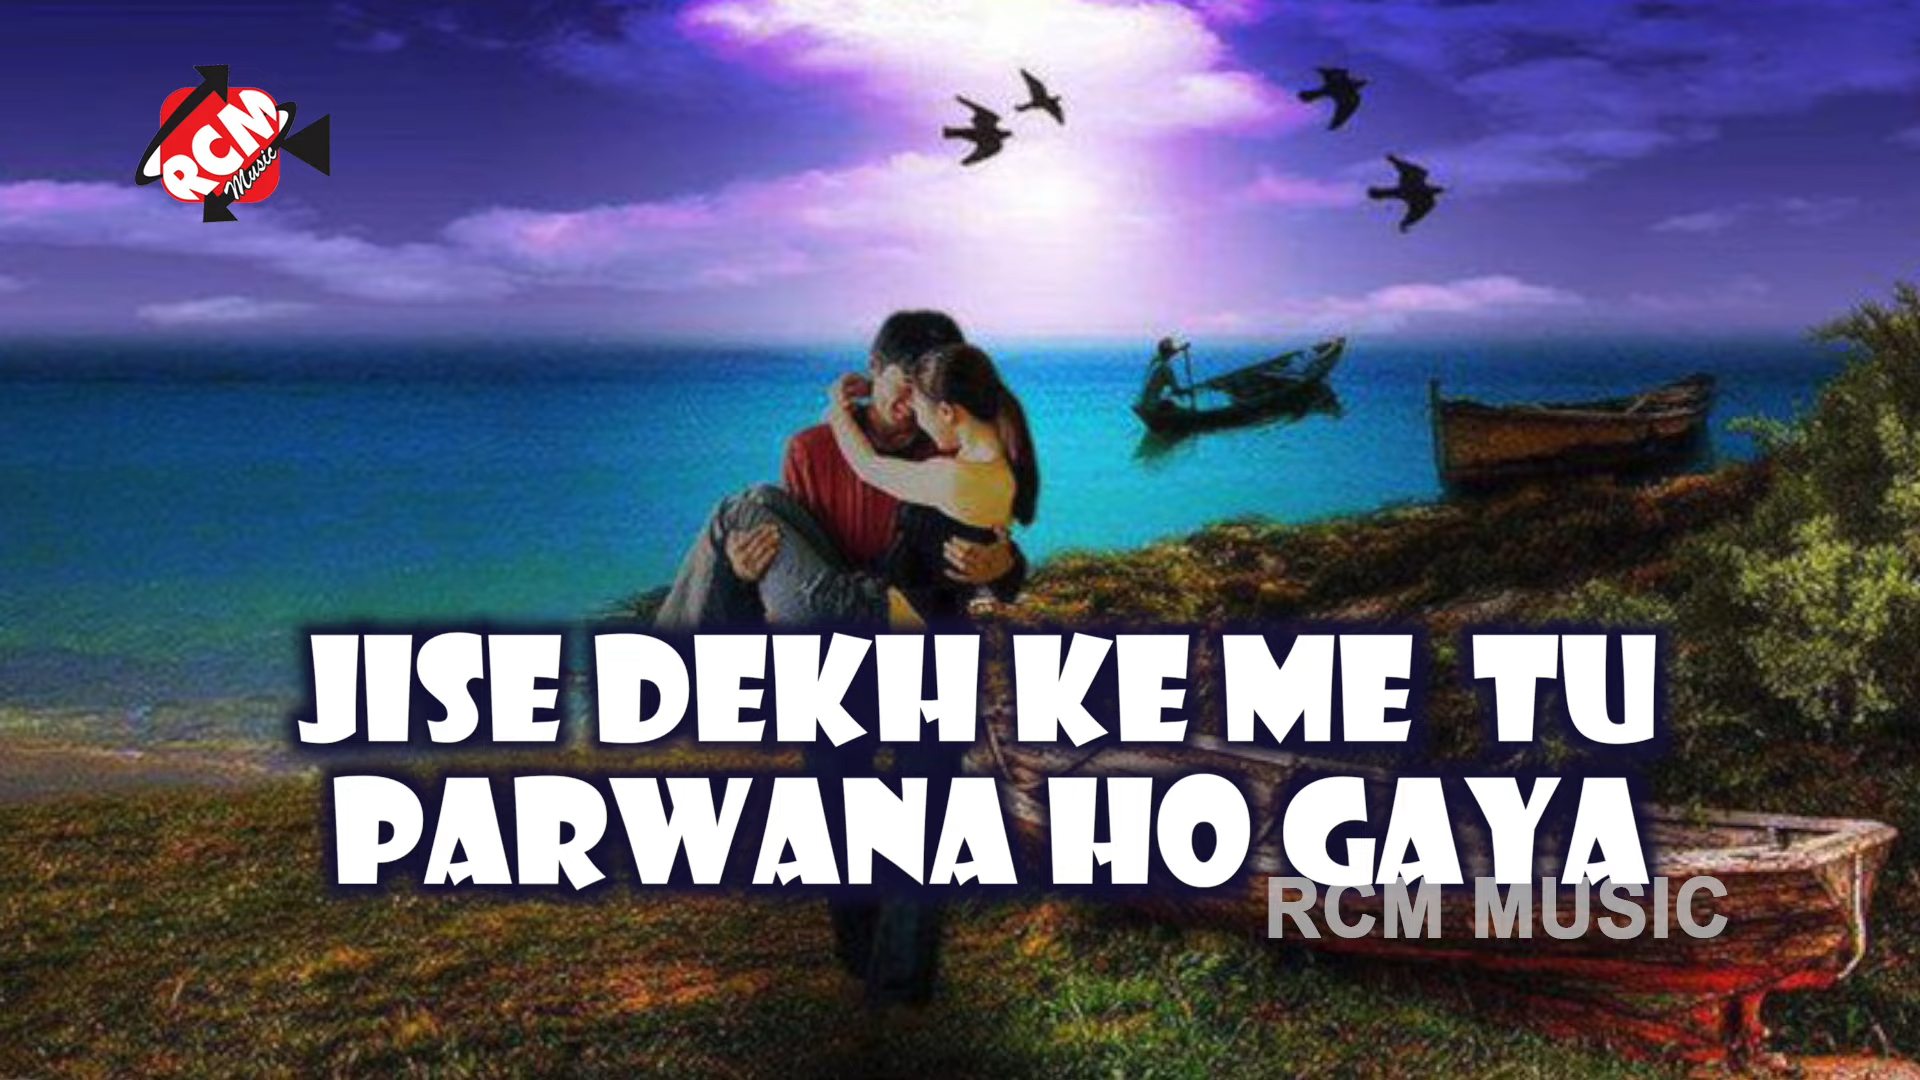 RCM
Music
JISE DEKH KE ME TU
PARWANA HO GAYA
RCM MUSIC